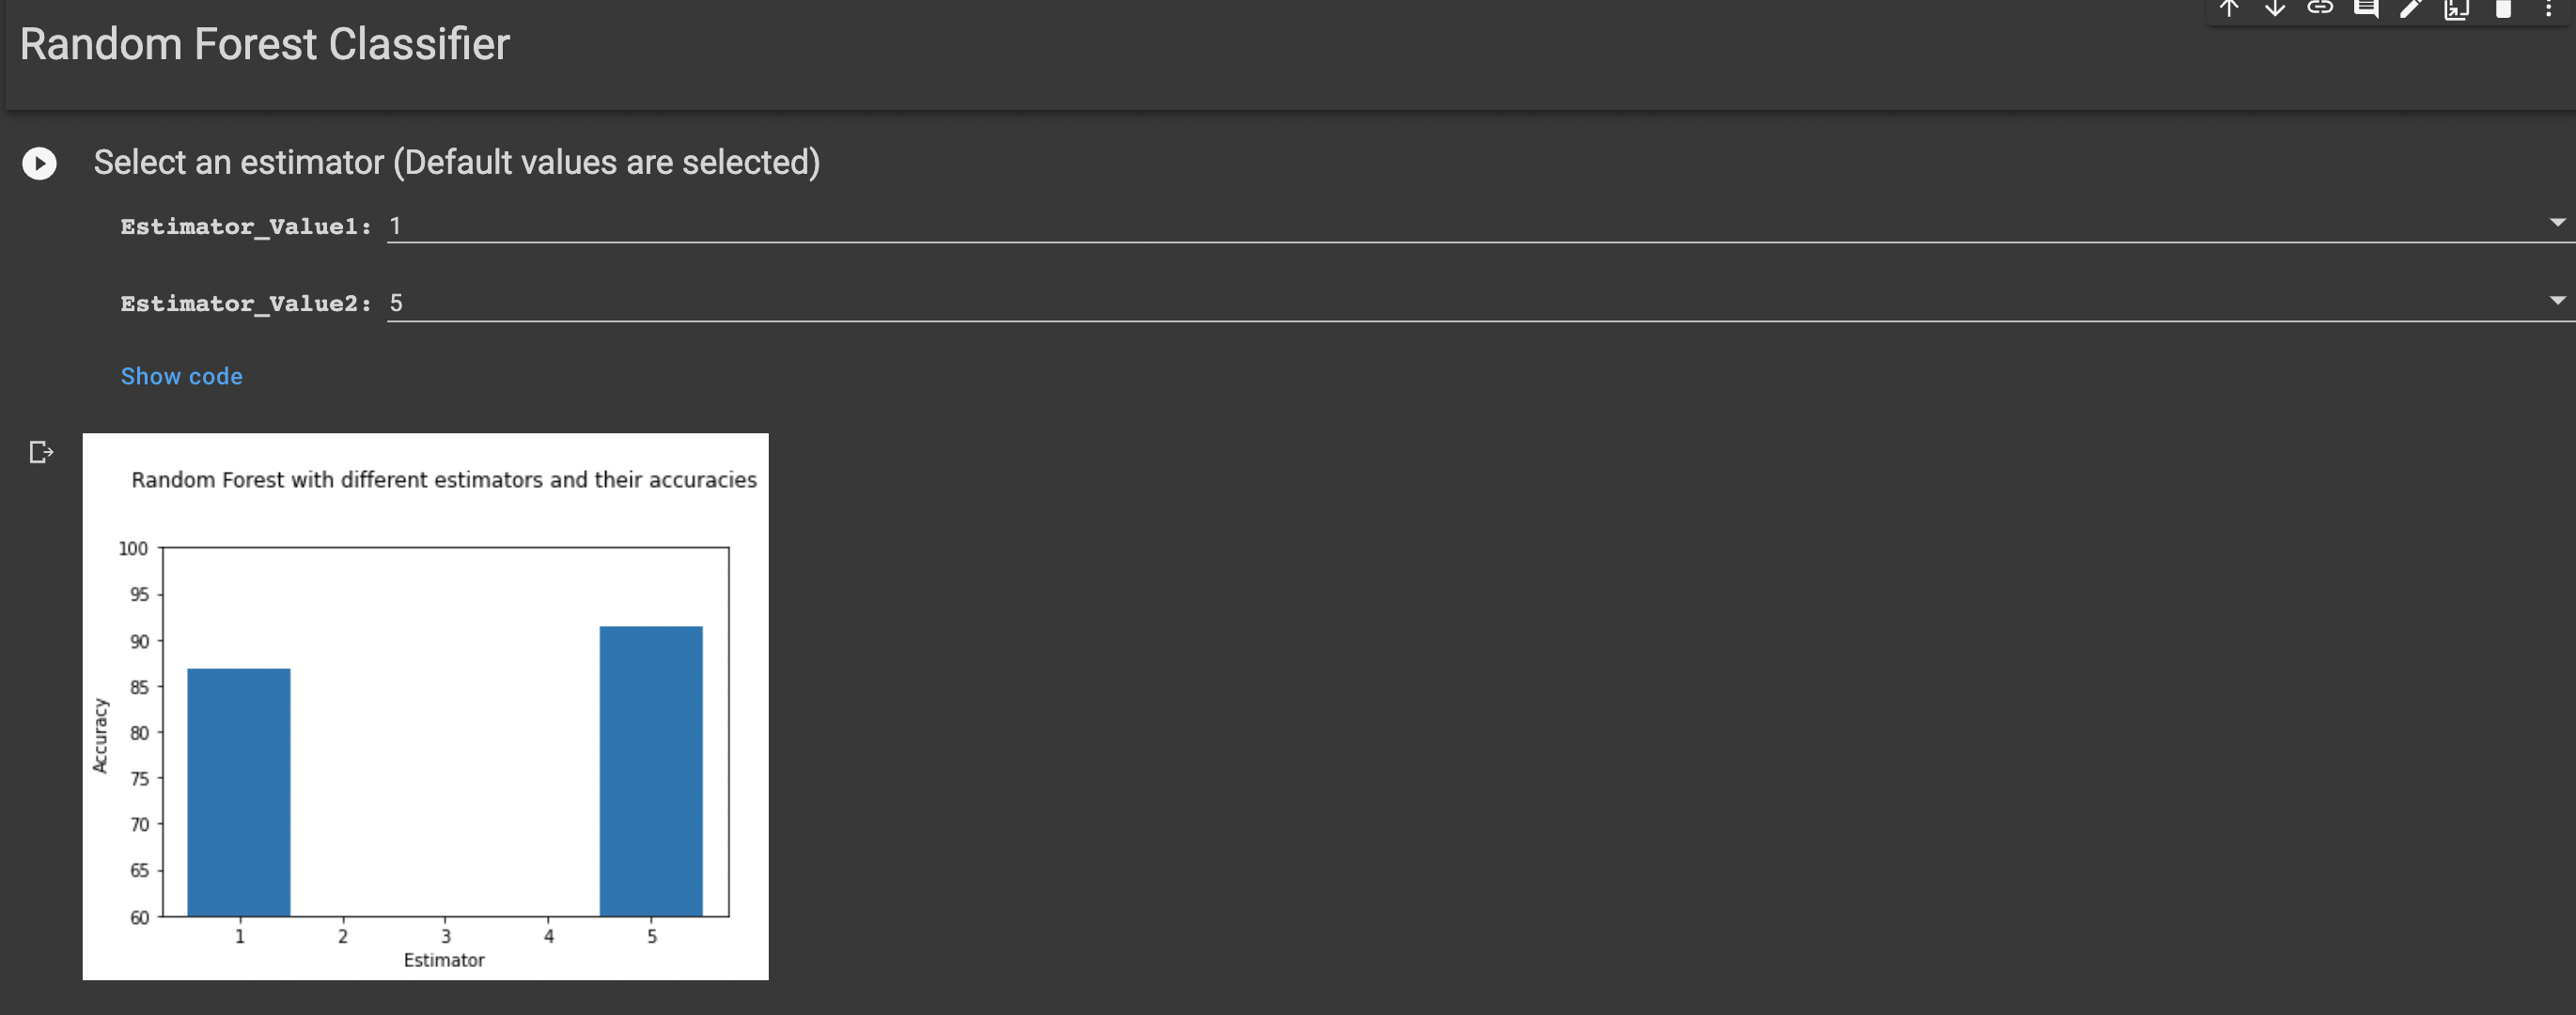 Random Forest Classifier
Select an estimator (Default values are selected)
Estimator_Value1: 1
Estimator_Value2: 5
Show code
Random Forest with different estimators and their accuracies
100
95
90
85
80
75
70
65
60
Accuracy
1 2 3 4 5
Estimator